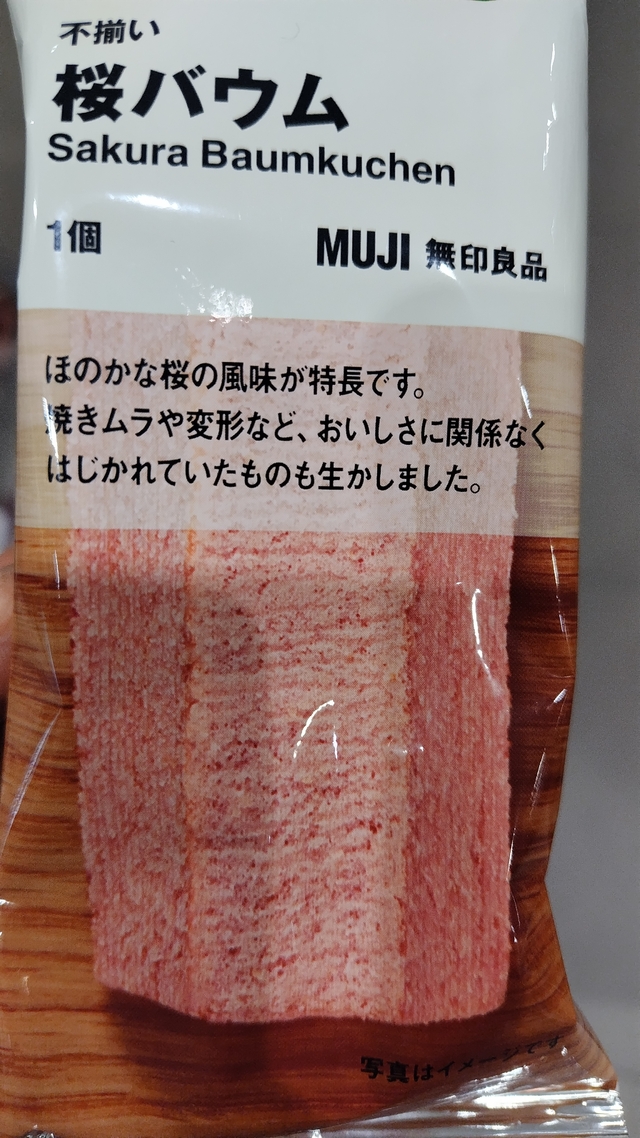 不揃い
桜バウム
Sakura Baumkuchen
1個
MUJI 無印良品
ほのかな桜の風味が特長です。
焼きムラや変形など、おいしさに関係なく
はじかれていたものも生かしました。
写真はイメージです